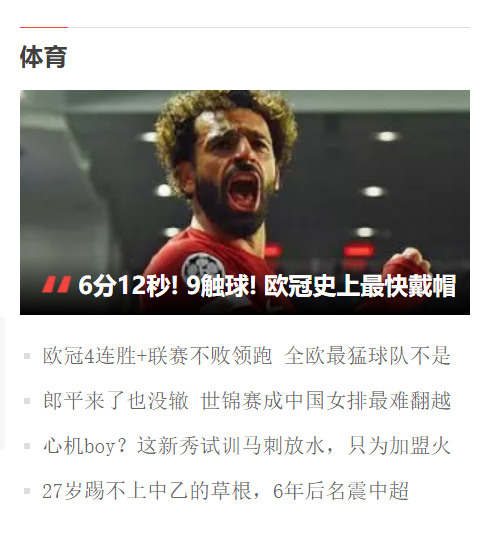 体育
6分12秒! 9触球! 欧冠史上最快戴帽
欧冠4连胜+联赛不败领跑 全欧最猛球队不是
郎平来了也没辙 世锦赛成中国女排最难翻越
心机boy？这新秀试训马刺放水，只为加盟火
27岁踢不上中乙的草根，6年后名震中超